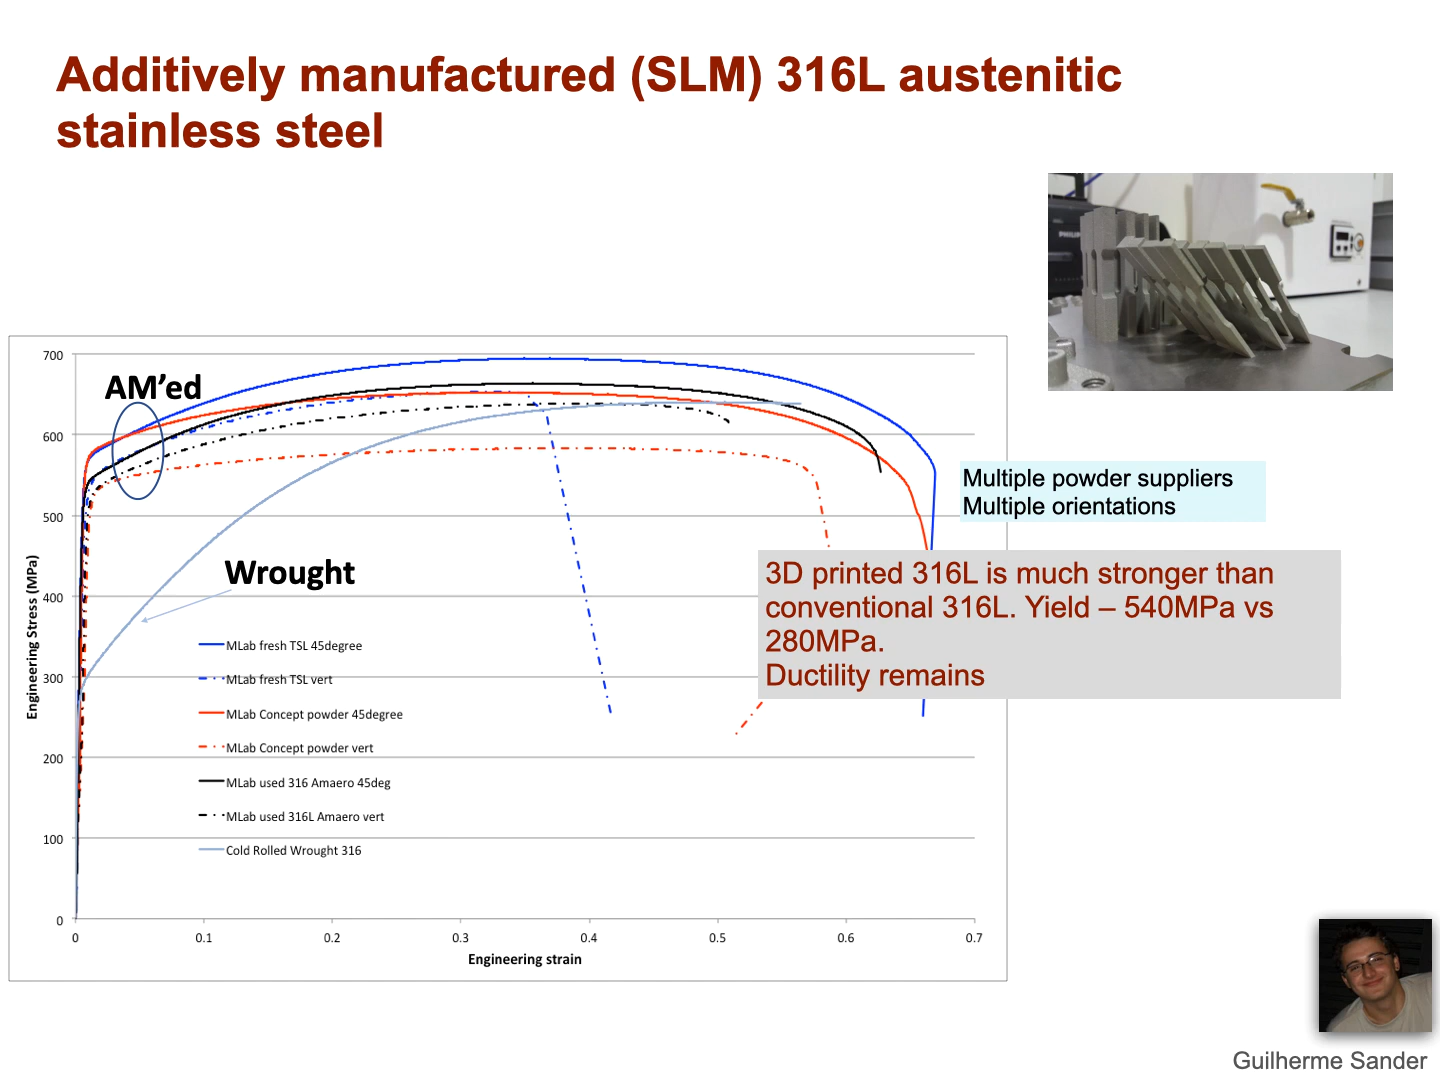 Additively manufactured (SLM) 316L austenitic
stainless steel
PHILIPS
AM'ed
Wrought
Multiple powder suppliers
Multiple orientations
3D printed 316L is much stronger than
conventional 316L. Yield – 540MPa vs
280MPa.
Ductility remains
Engineering Stress (MPa)
700
600
500
400
300
200
100
0
MLab fresh TSL 45degree
MLab fresh TSL vert
MLab Concept powder 45degree
MLab Concept powder vert
MLab used 316 Amaero 45deg
MLab used 316L Amaero vert
Cold Rolled Wrought 316
0 0.1 0.2 0.3 0.4 0.5 0.6 0.7
Engineering strain
Guilherme Sander